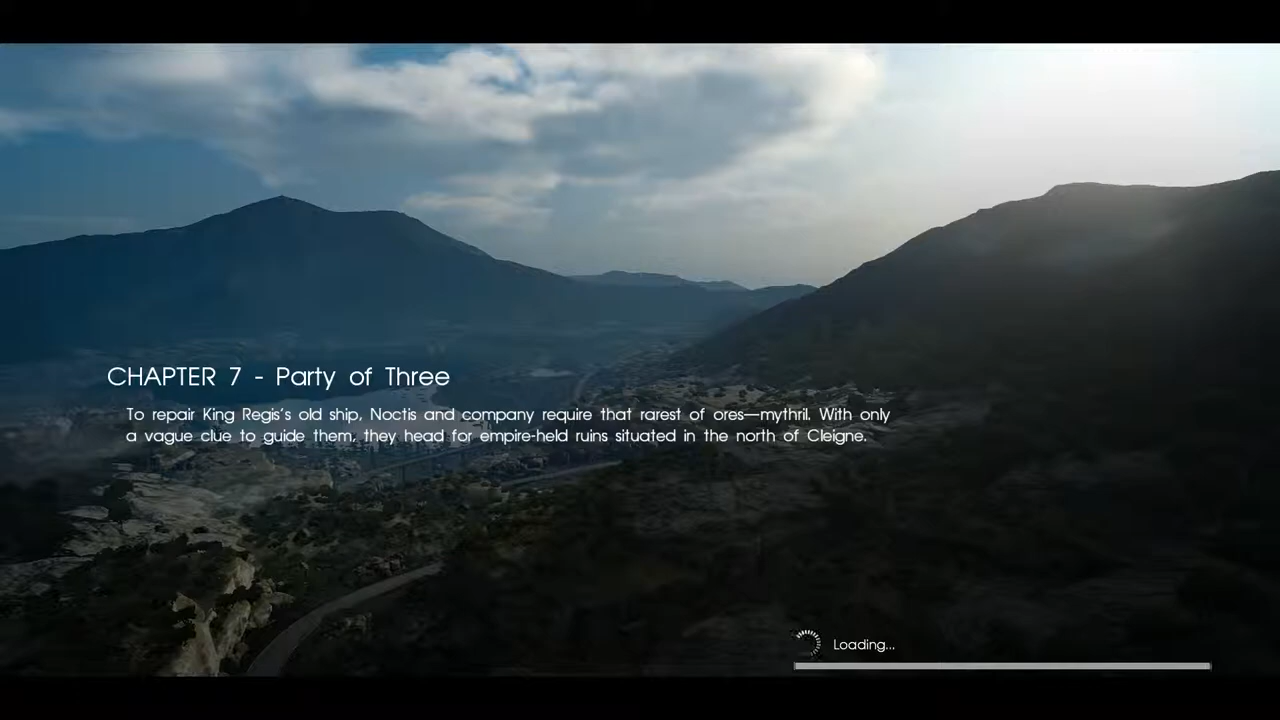 CHAPTER 7 - Party of Three
To repair King Regis's old ship, Noctis and company require that rarest of ores—mythril. With only
a vague clue to guide them, they head for empire-held ruins situated in the north of Cleigne.
Loading...